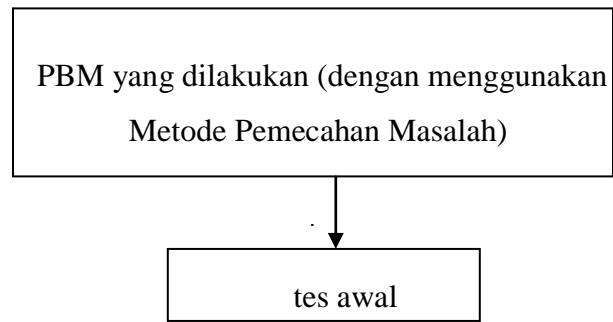 PBM yang dilakukan (dengan menggunakan
Metode Pemecahan Masalah)
tes awal